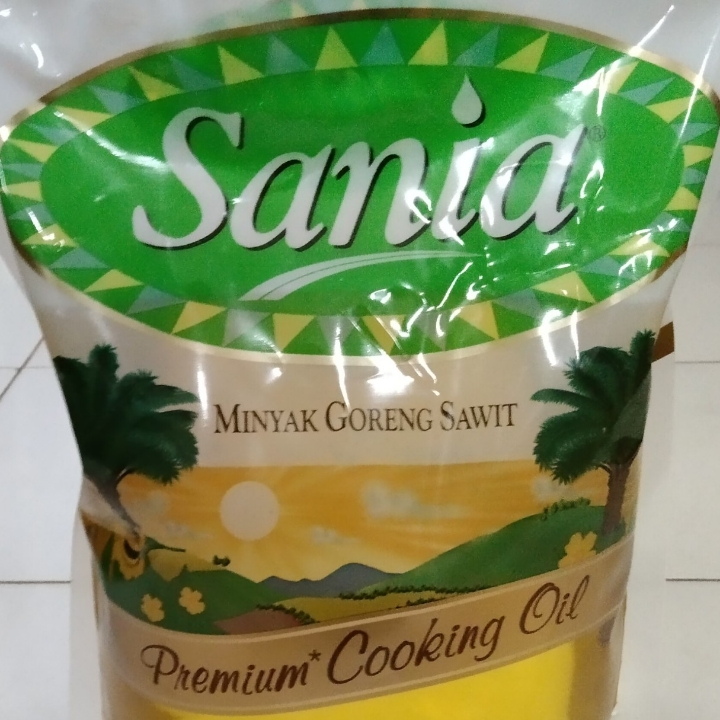 Sania®
MINYAK GORENG SAWIT
Premium* Cooking Oil